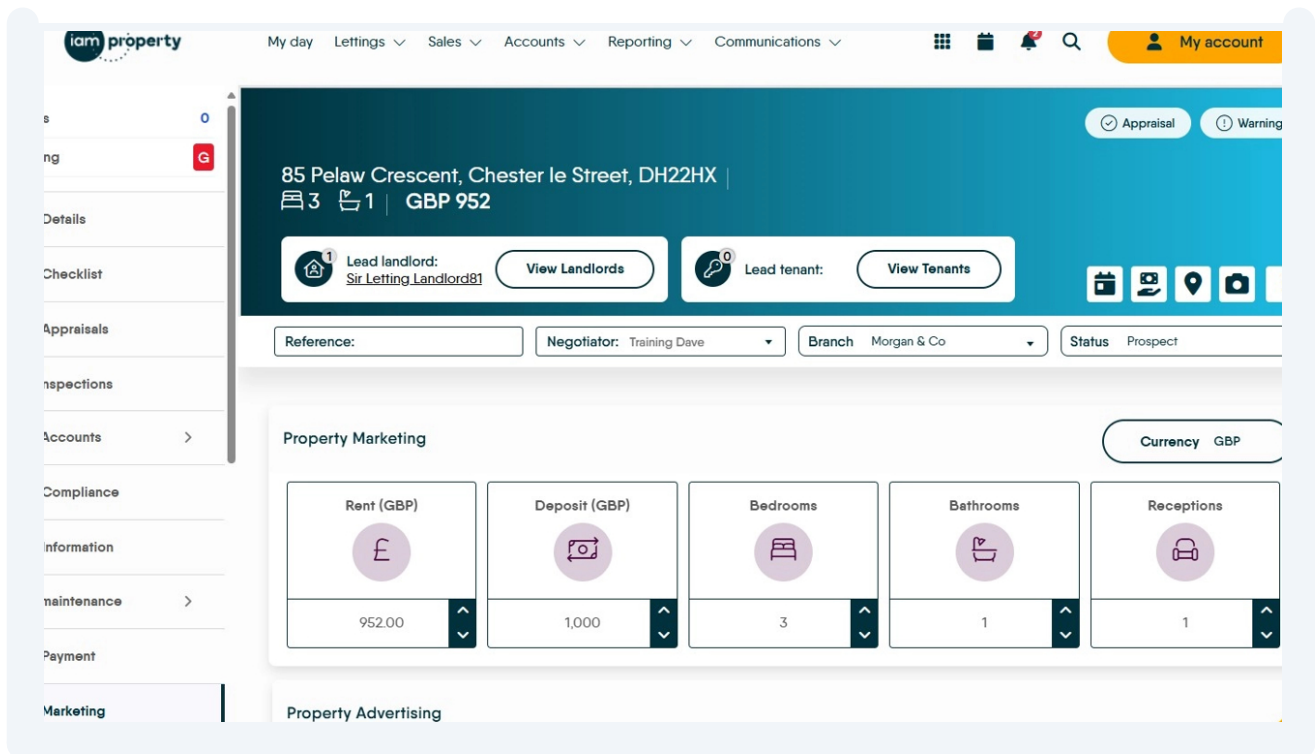 iam property
My day Lettings Sales Accounts Reporting Communications My account
s 0
ng G
Details
Checklist
Appraisals
nspections
Accounts
Compliance
Information
maintenance
Payment
Marketing
Appraisal Warning
85 Pelaw Crescent, Chester le Street, DH22HX
3 1 GBP 952
1 Lead landlord: Sir Letting Landlord81 View Landlords
0 Lead tenant: View Tenants
Reference: Negotiator: Training Dave Branch Morgan & Co Status Prospect
Property Marketing Currency GBP
Rent (GBP) Deposit (GBP) Bedrooms Bathrooms Receptions
£
952.00 1,000 3 1 1
Property Advertising